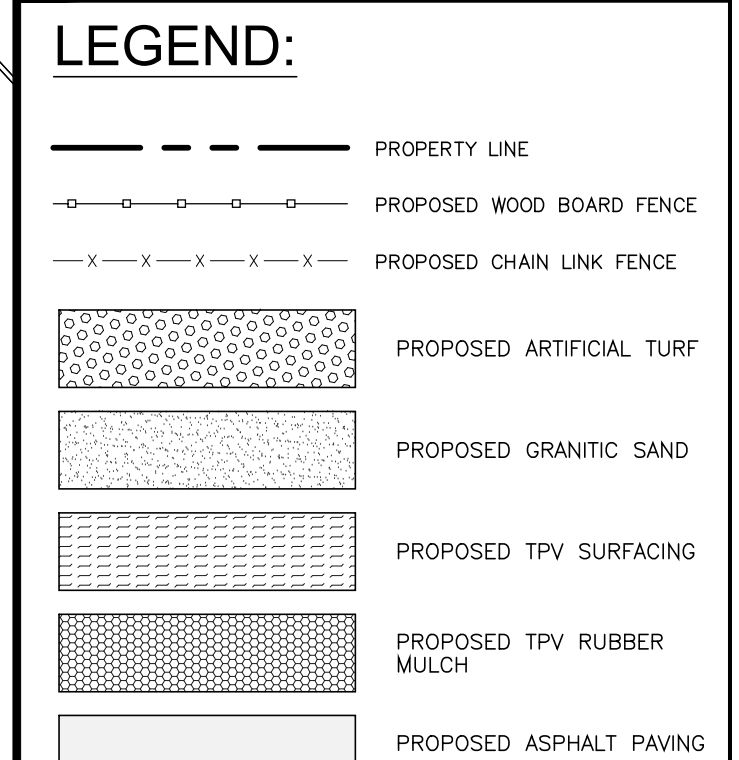 LEGEND:
PROPERTY LINE
PROPOSED WOOD BOARD FENCE
X X X X X
PROPOSED CHAIN LINK FENCE
PROPOSED ARTIFICIAL TURF
PROPOSED GRANITIC SAND
PROPOSED TPV SURFACING
PROPOSED TPV RUBBER
MULCH
PROPOSED ASPHALT PAVING